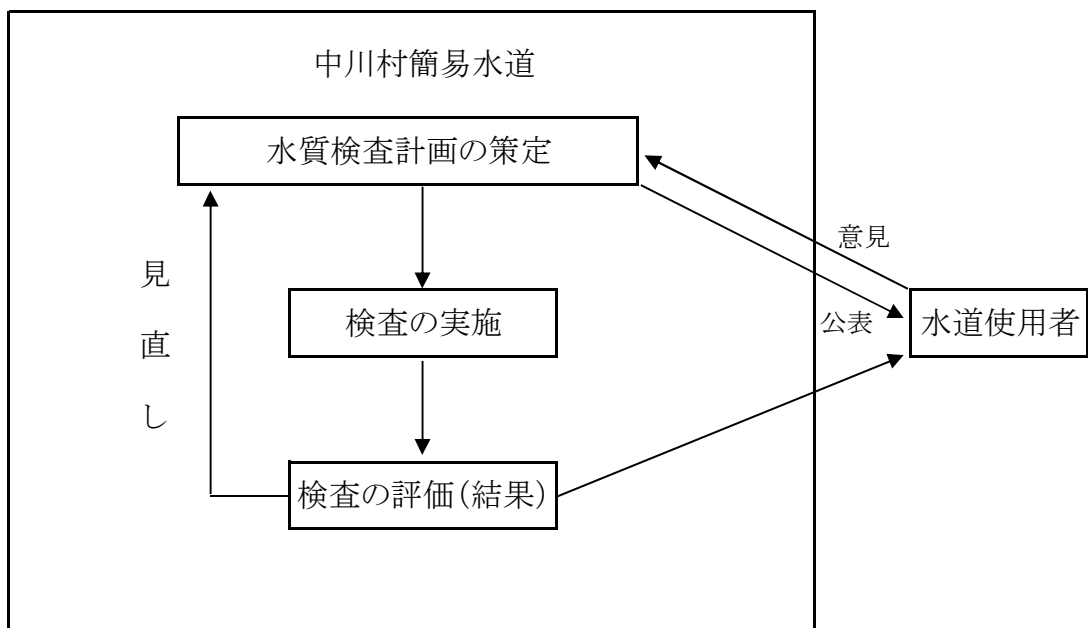 中川村簡易水道
水質検査計画の策定
意見
見直し
検査の実施
公表
水道使用者
検査の評価(結果)